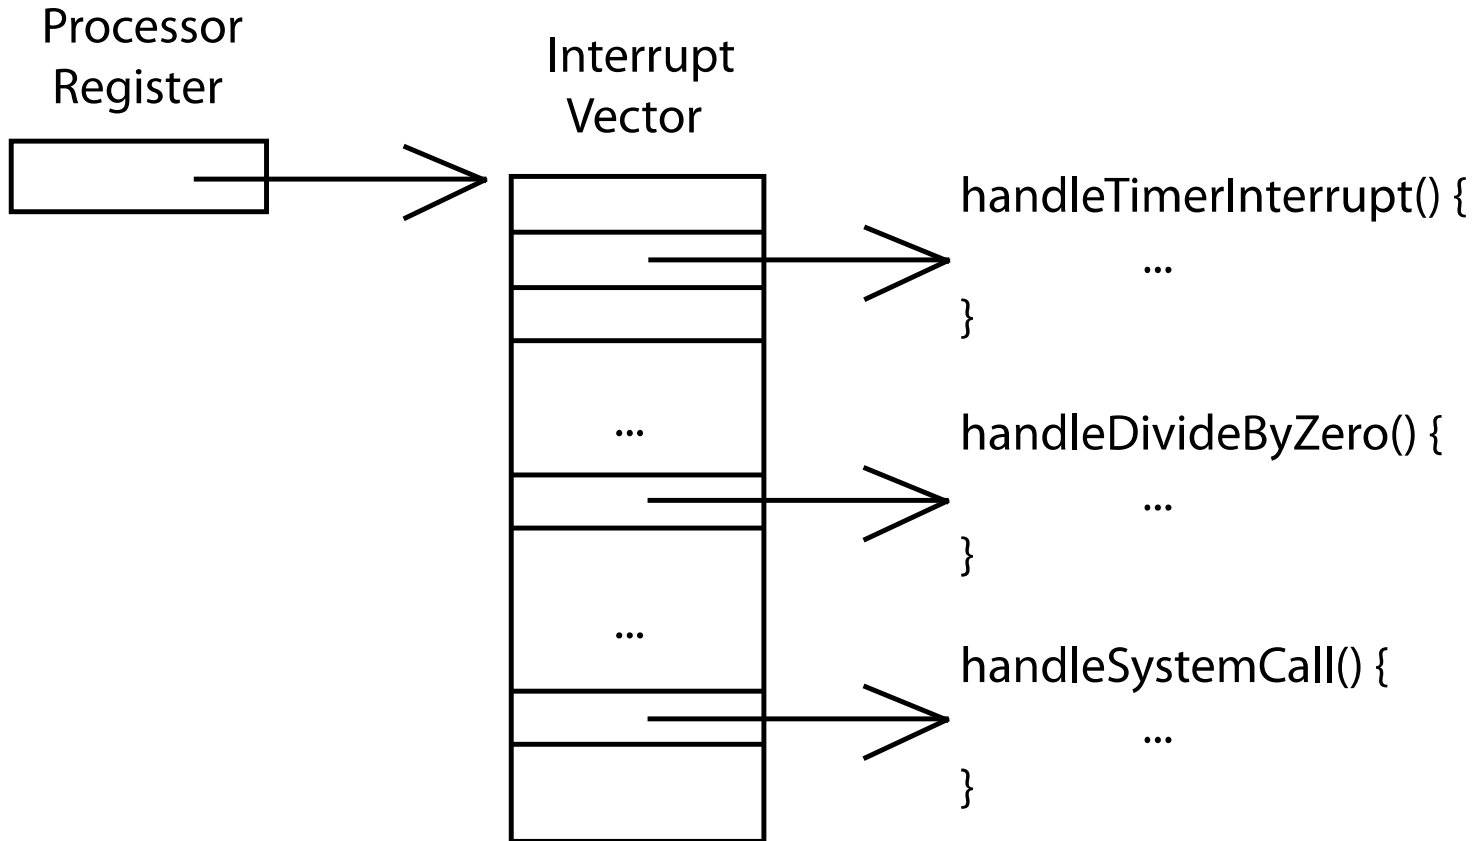 Processor
Register
Interrupt
Vector
handleTimerInterrupt() {
...
}
...
handleDivideByZero() {
...
}
...
handleSystemCall() {
...
}